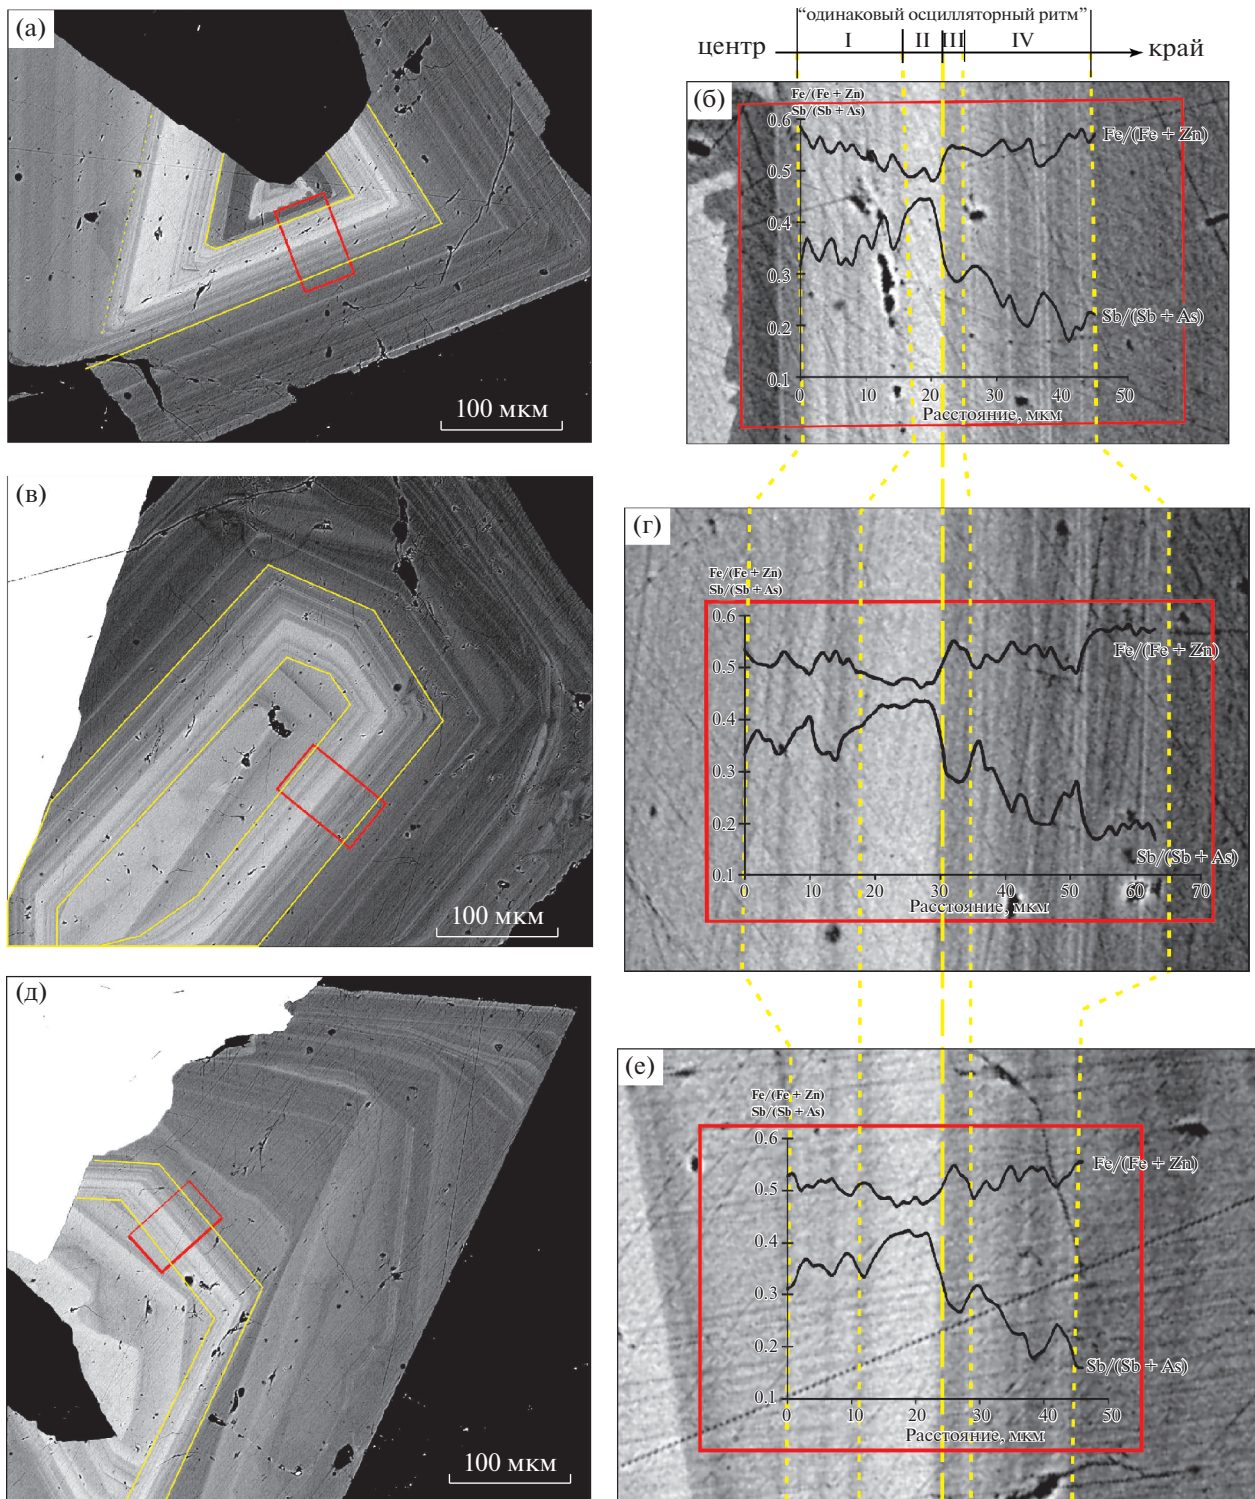 (а)
100 мкм
“одинаковый осцилляторный ритм”
I II III IV
центр край
(б)
Fe/(Fe + Zn)
Sb/(Sb + As)
0.6
Fe/(Fe + Zn)
0.5
0.4
0.3
Sb/(Sb + As)
0.2
0.1
0 10 20 30 40 50
Расстояние, мкм
(в)
100 мкм
(г)
Fe/(Fe + Zn)
Sb/(Sb + As)
0.6
Fe/(Fe + Zn)
0.5
0.4
0.3
0.2
Sb/(Sb + As)
0.1
0 10 20 30 40 50 60 70
Расстояние, мкм
(д)
100 мкм
(е)
Fe/(Fe + Zn)
Sb/(Sb + As)
0.6
Fe/(Fe + Zn)
0.5
0.4
0.3
0.2
Sb/(Sb + As)
0.1
0 10 20 30 40 50
Расстояние, мкм